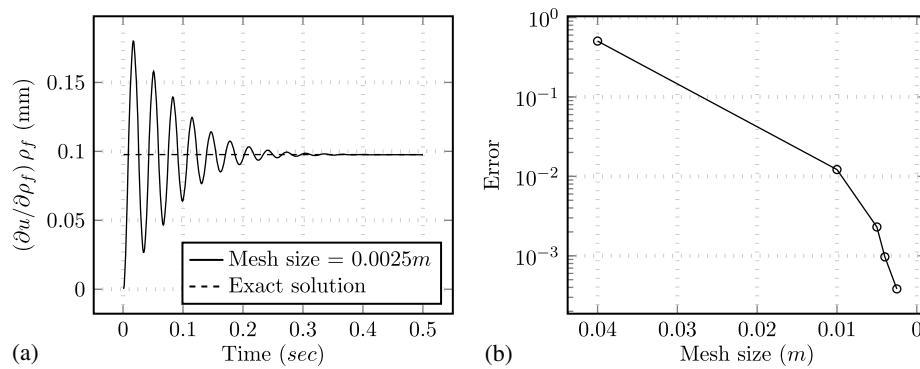 (∂u/∂ρ_f) ρ_f (mm)
0.15
0.1
0.05
0
Mesh size = 0.0025m
Exact solution
0 0.1 0.2 0.3 0.4 0.5
Time (sec)
(a)
Error
10^0
10^-1
10^-2
10^-3
0.04 0.03 0.02 0.01 0
Mesh size (m)
(b)